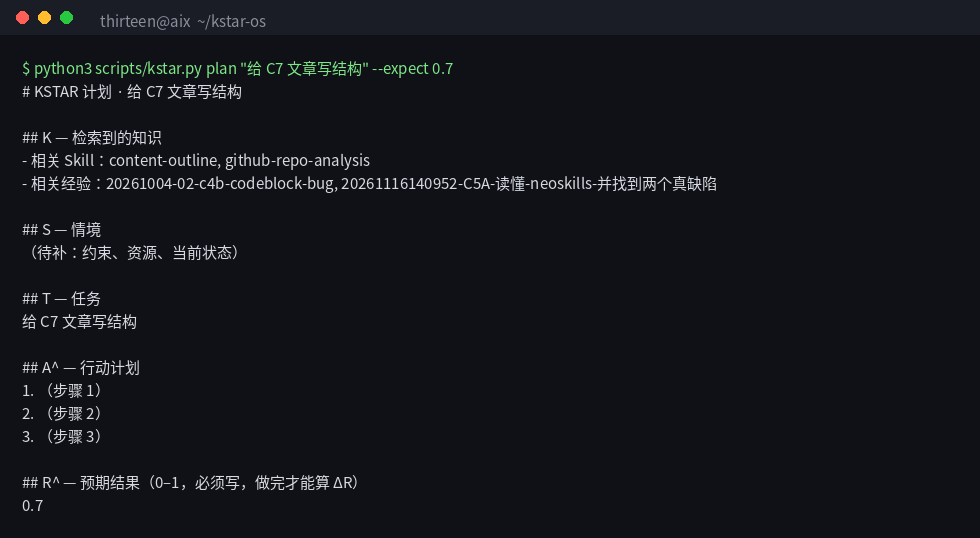 thirteen@aix ~/kstar-os
$ python3 scripts/kstar.py plan "给 C7 文章写结构" --expect 0.7
# KSTAR 计划 · 给 C7 文章写结构
## K — 检索到的知识
- 相关 Skill：content-outline, github-repo-analysis
- 相关经验：20261004-02-c4b-codeblock-bug, 20261116140952-C5A-读懂-neoskills-并找到两个真缺陷
## S — 情境
（待补：约束、资源、当前状态）
## T — 任务
给 C7 文章写结构
## A^ — 行动计划
1. （步骤 1）
2. （步骤 2）
3. （步骤 3）
## R^ — 预期结果（0–1，必须写，做完才能算 ΔR）
0.7